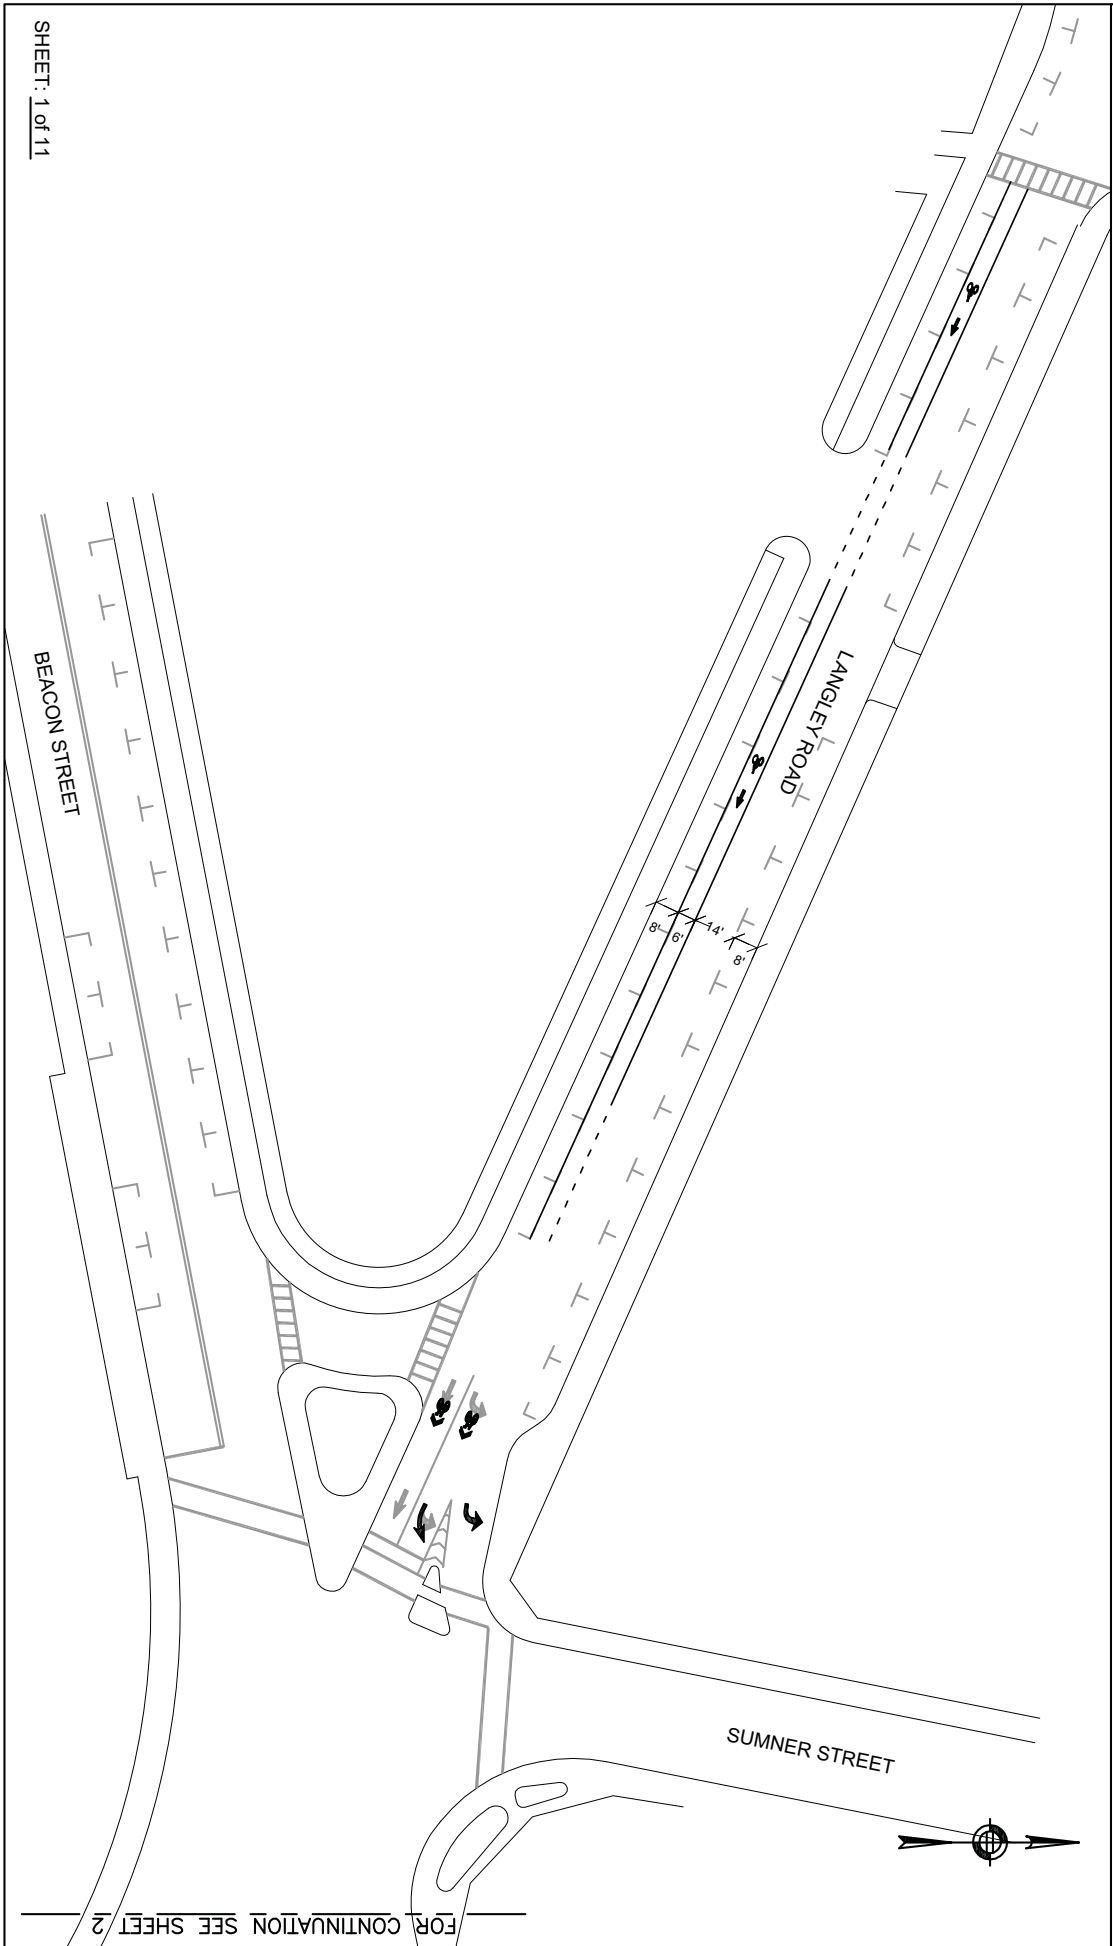 SHEET: 1 of 11
LANGLEY ROAD
8'
6'
14'
8'
BEACON STREET
SUMNER STREET
FOR CONTINUATION SEE SHEET 2